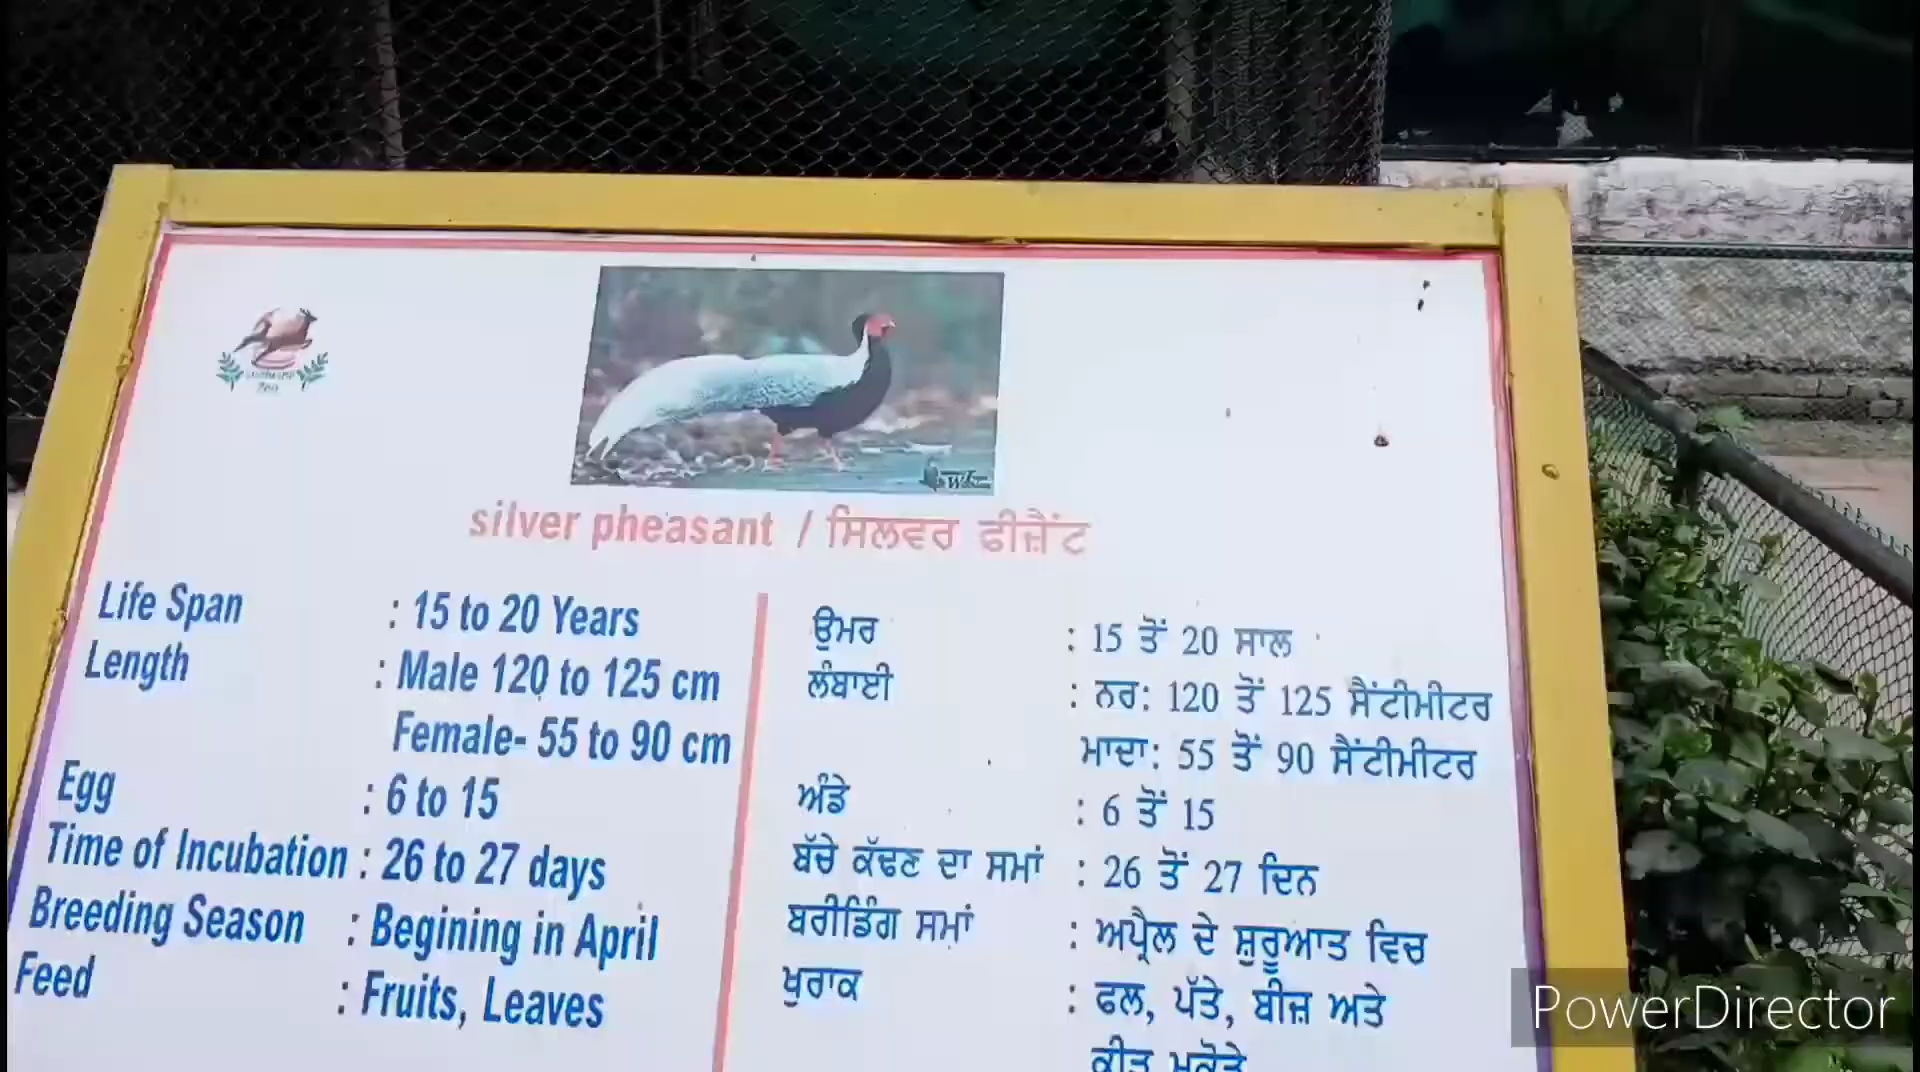 Zoo
silver pheasant / ਸਿਲਵਰ ਫੀਜ਼ੈਂਟ
Life Span : 15 to 20 Years
Length : Male 120 to 125 cm
Female- 55 to 90 cm
Egg : 6 to 15
Time of Incubation : 26 to 27 days
Breeding Season : Begining in April
Feed : Fruits, Leaves
ਉਮਰ : 15 ਤੋਂ 20 ਸਾਲ
ਲੰਬਾਈ : ਨਰ: 120 ਤੋਂ 125 ਸੈਂਟੀਮੀਟਰ
ਮਾਦਾ: 55 ਤੋਂ 90 ਸੈਂਟੀਮੀਟਰ
ਅੰਡੇ : 6 ਤੋਂ 15
ਬੱਚੇ ਕੱਢਣ ਦਾ ਸਮਾਂ : 26 ਤੋਂ 27 ਦਿਨ
ਬਰੀਡਿੰਗ ਸਮਾਂ : ਅਪ੍ਰੈਲ ਦੇ ਸ਼ੁਰੂਆਤ ਵਿਚ
ਖੁਰਾਕ : ਫਲ, ਪੱਤੇ, ਬੀਜ਼ ਅਤੇ
PowerDirector